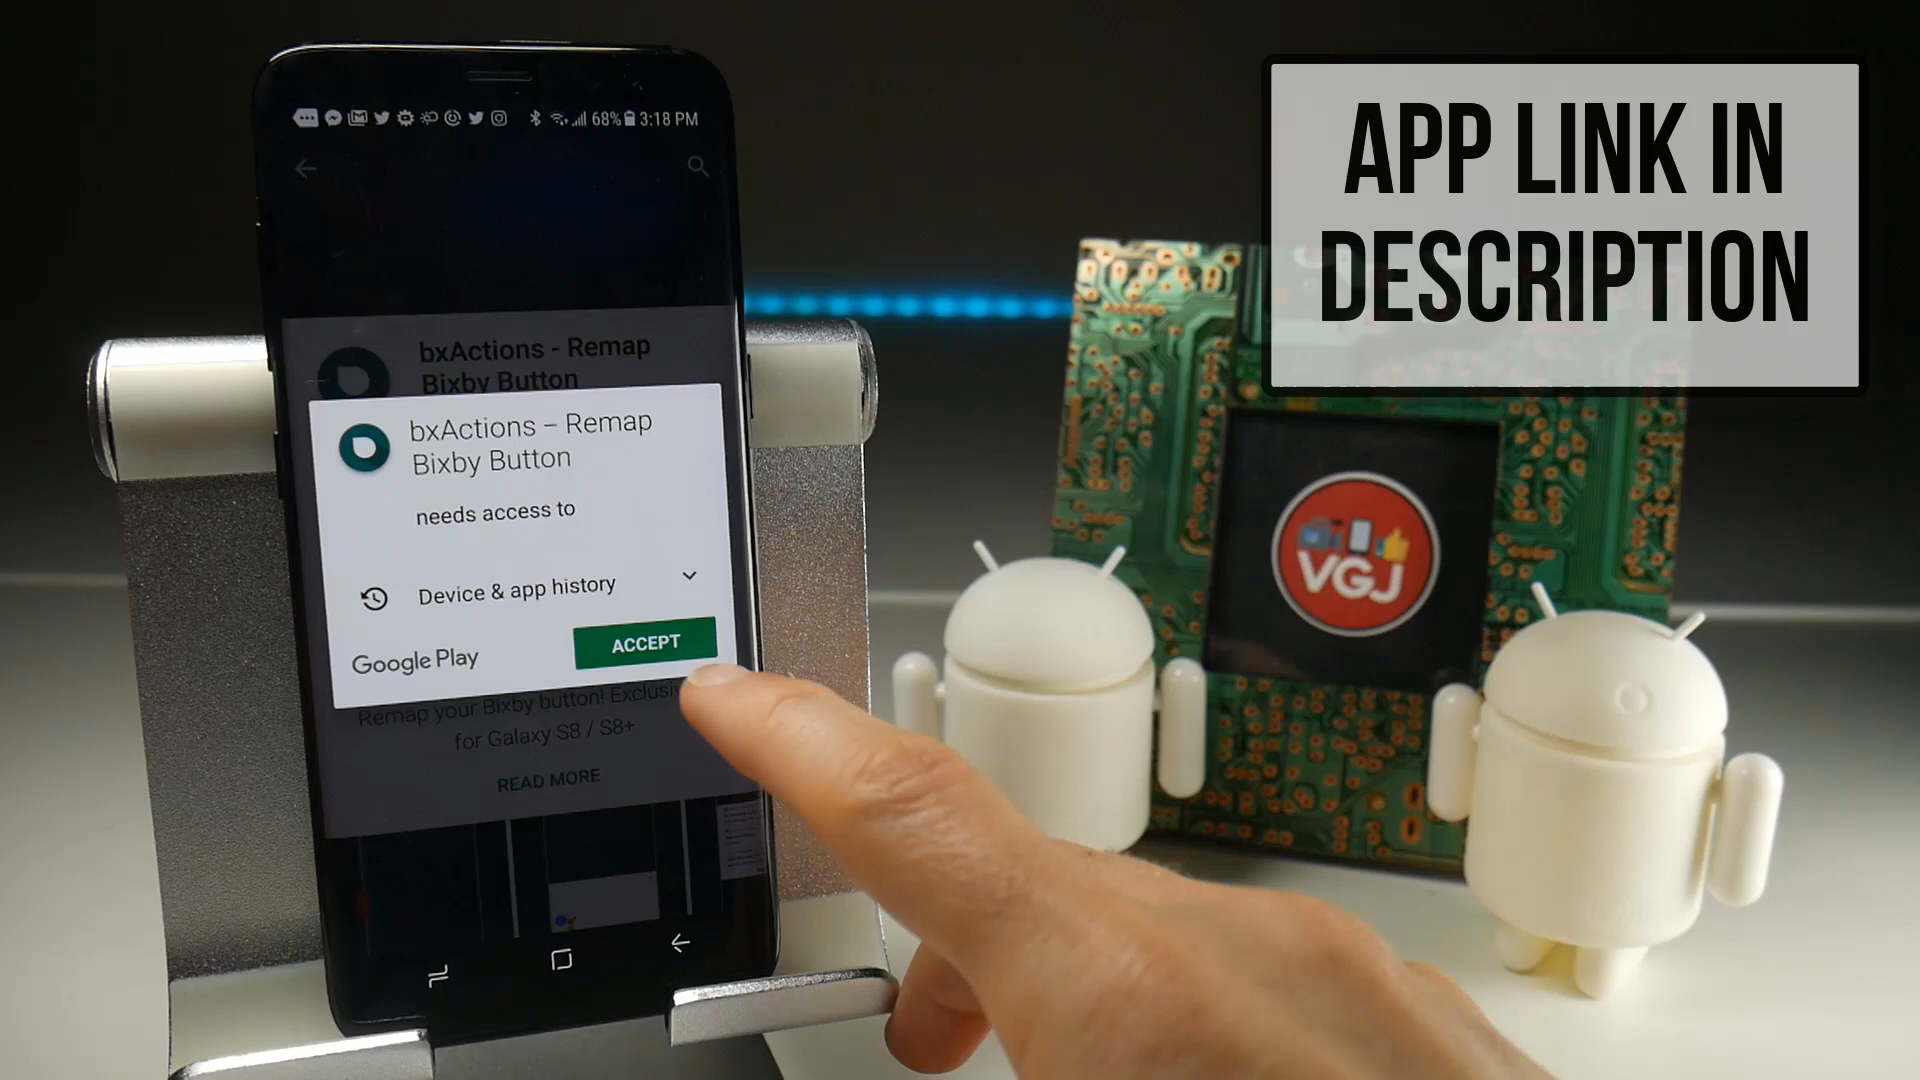 68% 3:18 PM
bxActions - Remap
Bixby Button
bxActions – Remap
Bixby Button
needs access to
Device & app history
Google Play
ACCEPT
Remap your Bixby button!
for Galaxy S8 / S8+
READ MORE
APP LINK IN
DESCRIPTION
VGJ